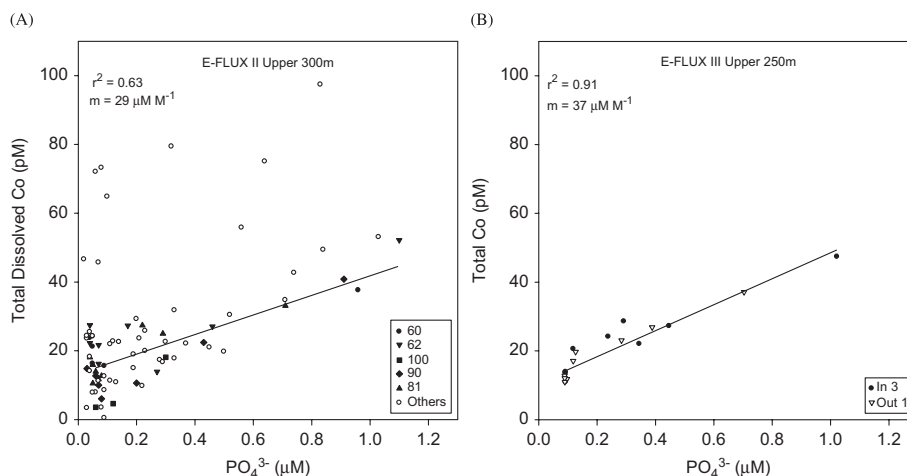 (A)
E-FLUX II Upper 300m
r² = 0.63
m = 29 μM M⁻¹
Total Dissolved Co (pM)
100
80
60
40
20
0
0.0 0.2 0.4 0.6 0.8 1.0 1.2
PO₄³⁻ (μM)
60
62
100
90
81
Others
(B)
E-FLUX III Upper 250m
r² = 0.91
m = 37 μM M⁻¹
Total Co (pM)
100
80
60
40
20
0
0.0 0.2 0.4 0.6 0.8 1.0 1.2
PO₄³⁻ (μM)
In 3
Out 1